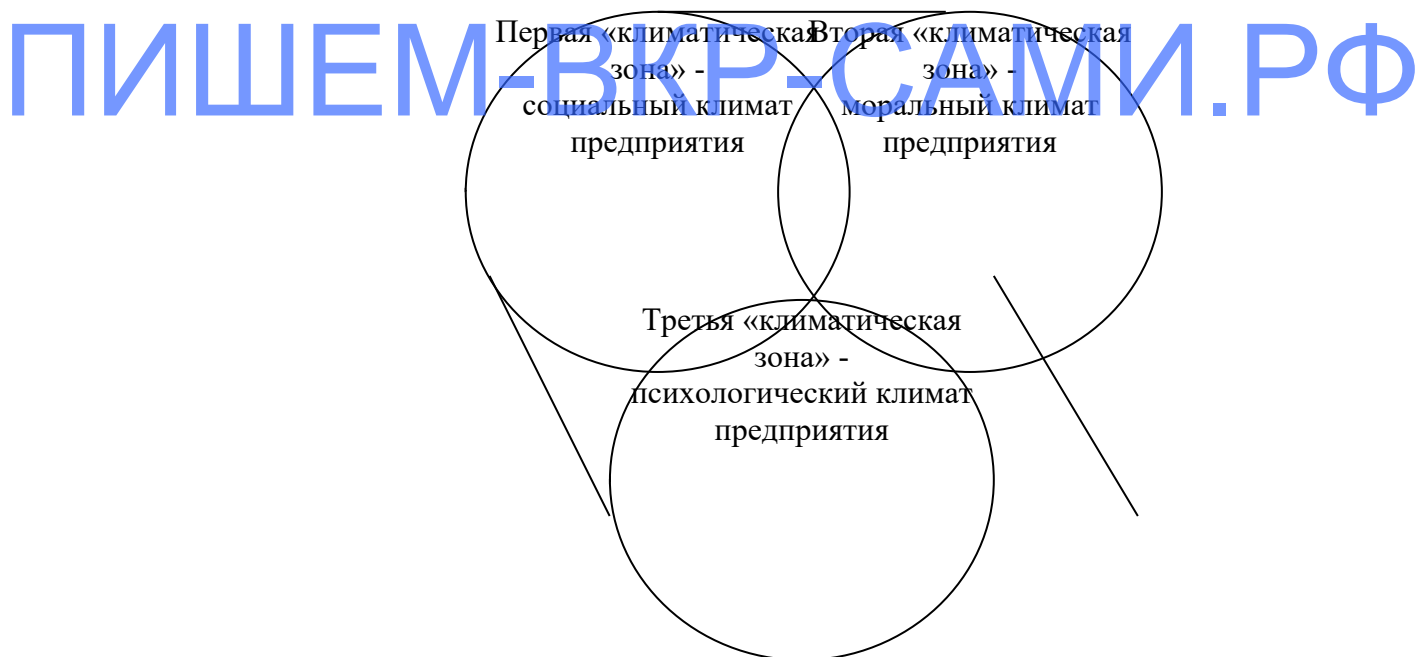 ПИШЕМ-ВКР-САМИ.РФ
Первая «климатическая
зона» -
социальный климат
предприятия
Вторая «климатическая
зона» -
моральный климат
предприятия
Третья «климатическая
зона» -
психологический климат
предприятия